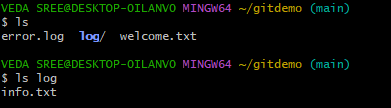 VEDA SREE@DESKTOP-OILANVO MINGW64 ~/gitdemo (main)
$ ls
error.log  log/  welcome.txt
VEDA SREE@DESKTOP-OILANVO MINGW64 ~/gitdemo (main)
$ ls log
info.txt